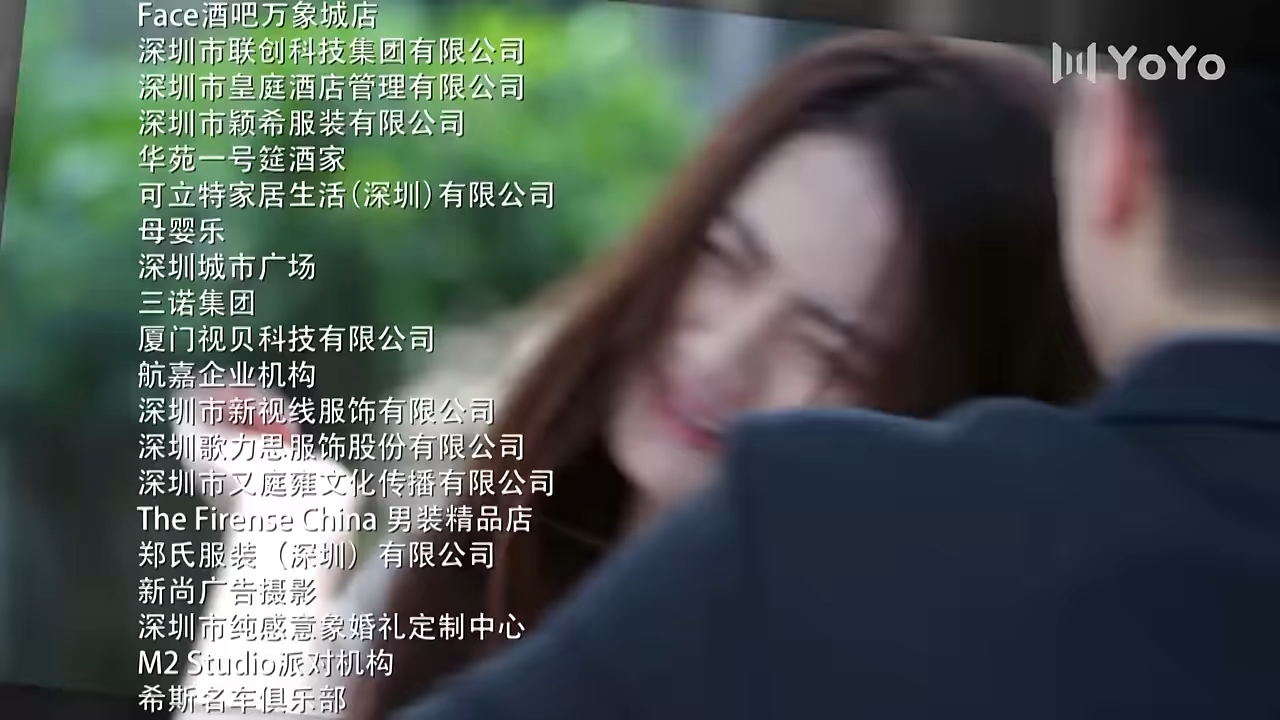 Face酒吧万象城店
深圳市联创科技集团有限公司
深圳市皇庭酒店管理有限公司
深圳市颖希服装有限公司
华苑一号筵酒家
可立特家居生活(深圳)有限公司
母婴乐
深圳城市广场
三诺集团
厦门视贝科技有限公司
航嘉企业机构
深圳市新视线服饰有限公司
深圳歌力思服饰股份有限公司
深圳市又庭雍文化传播有限公司
The Firense China 男装精品店
郑氏服装（深圳）有限公司
新尚广告摄影
深圳市纯感意象婚礼定制中心
M2 Studio派对机构
希斯名车俱乐部
YoYo